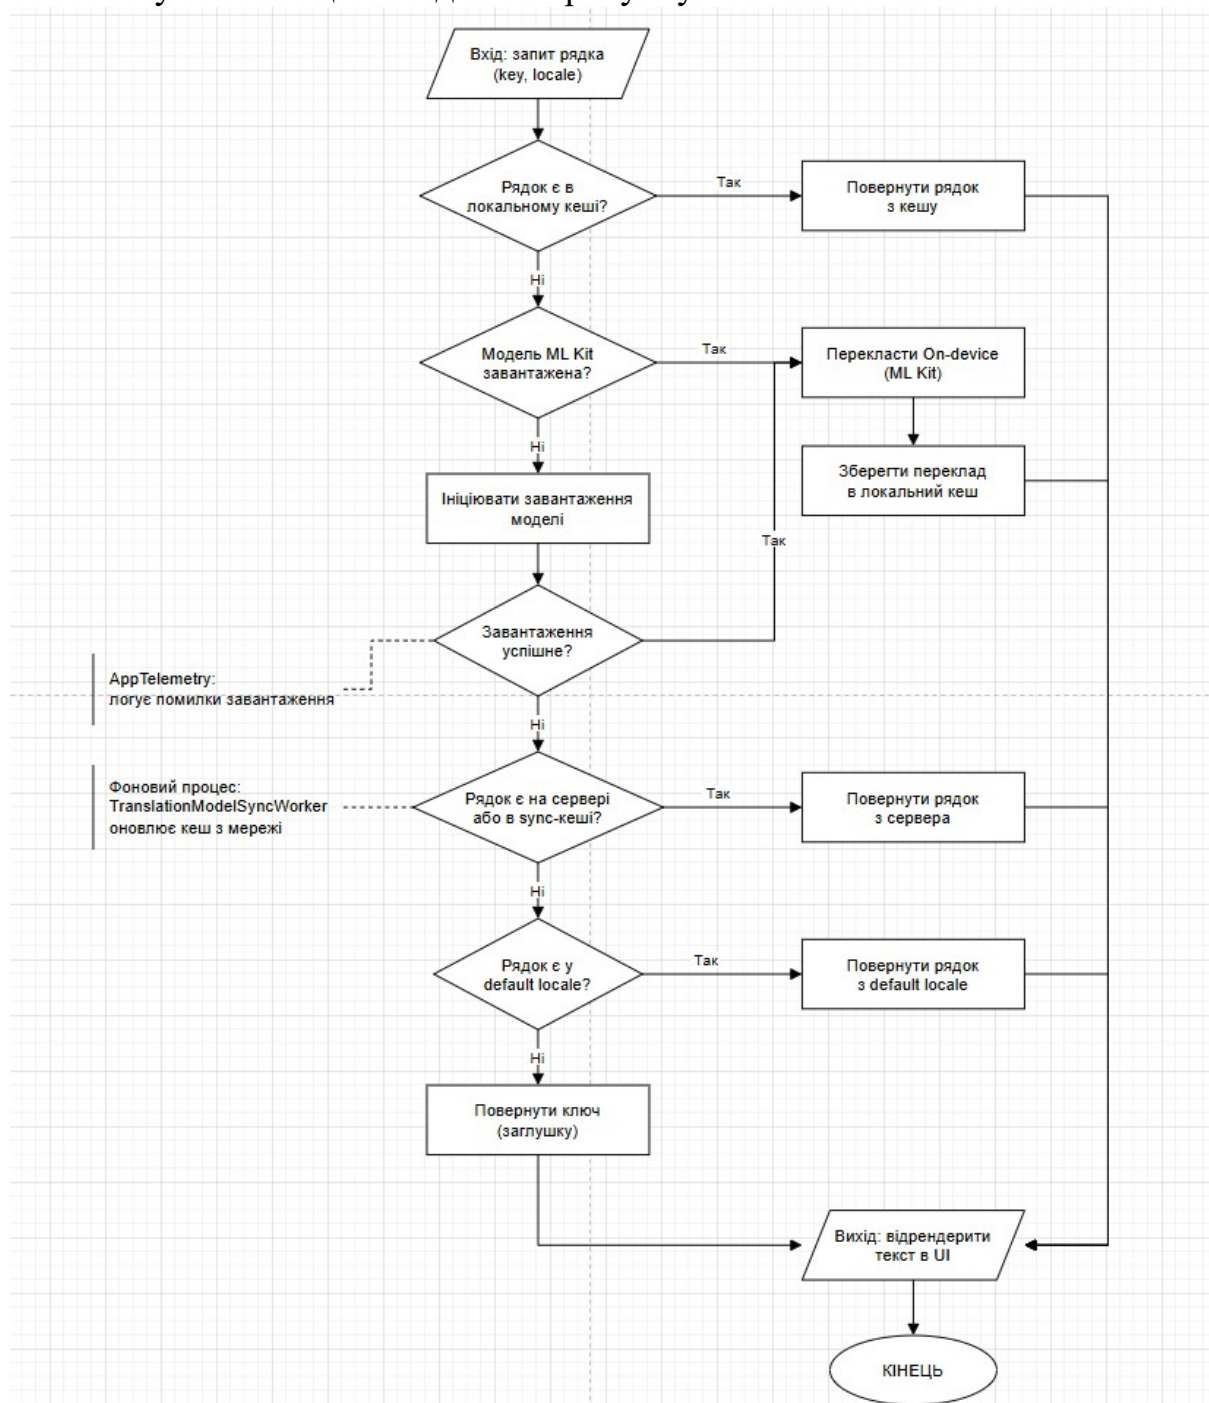 Вхід: запит рядка
(key, locale)
Рядок є в
локальному кеші?
Так
Повернути рядок
з кешу
Ні
Модель ML Kit
завантажена?
Так
Перекласти On-device
(ML Kit)
Ні
Зберегти переклад
в локальний кеш
Ініціювати завантаження
моделі
Так
Завантаження
успішне?
AppTelemetry:
логує помилки завантаження
Ні
Фоновий процес:
TranslationModelSyncWorker
оновлює кеш з мережі
Рядок є на сервері
або в sync-кеші?
Так
Повернути рядок
з сервера
Ні
Рядок є у
default locale?
Так
Повернути рядок
з default locale
Ні
Повернути ключ
(заглушку)
Вихід: відрендерити
текст в UI
КІНЕЦЬ